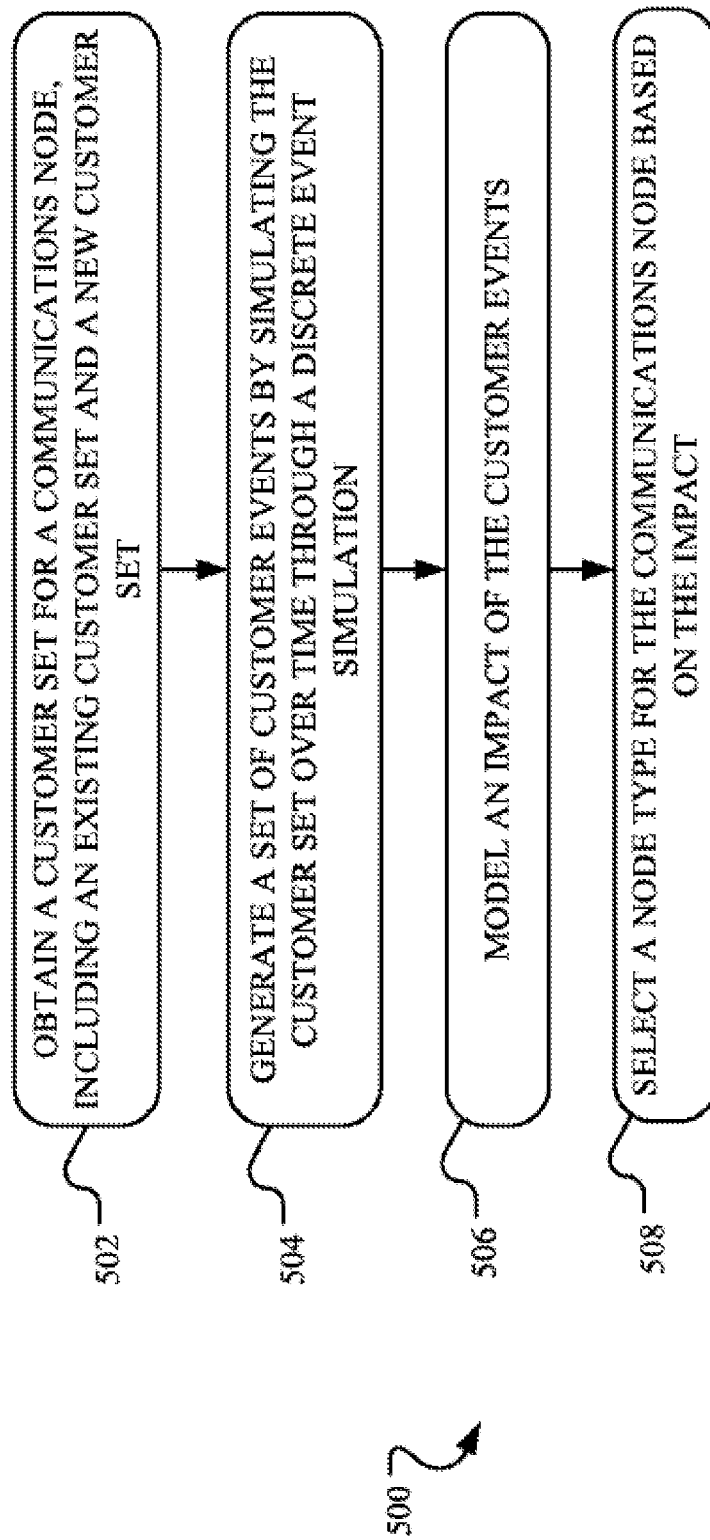 500
502
OBTAIN A CUSTOMER SET FOR A COMMUNICATIONS NODE,
INCLUDING AN EXISTING CUSTOMER SET AND A NEW CUSTOMER
SET
504
GENERATE A SET OF CUSTOMER EVENTS BY SIMULATING THE
CUSTOMER SET OVER TIME THROUGH A DISCRETE EVENT
SIMULATION
506
MODEL AN IMPACT OF THE CUSTOMER EVENTS
508
SELECT A NODE TYPE FOR THE COMMUNICATIONS NODE BASED
ON THE IMPACT